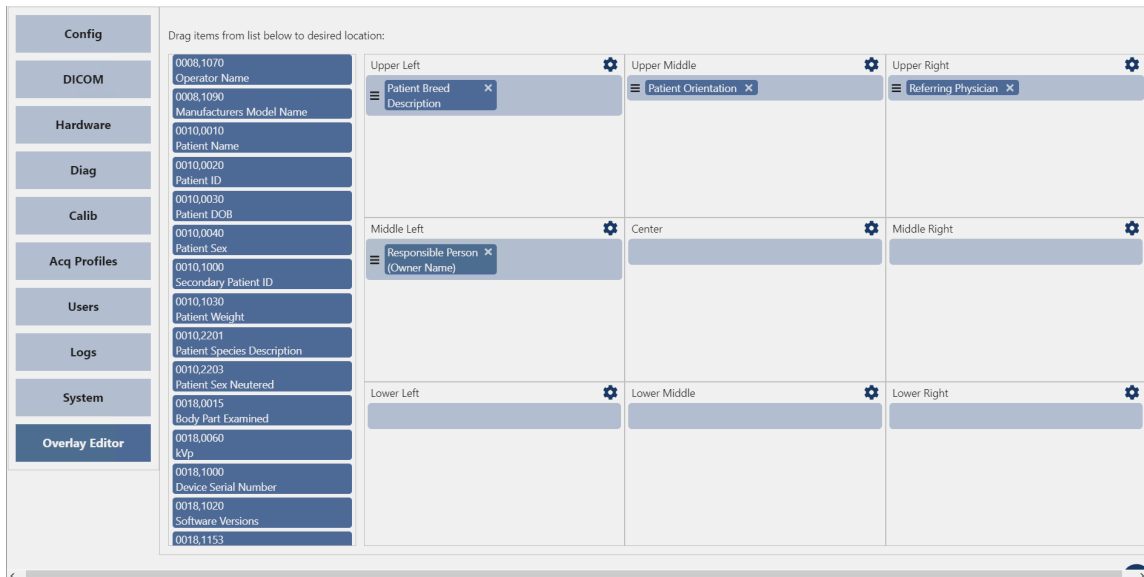 Config
DICOM
Hardware
Diag
Calib
Acq Profiles
Users
Logs
System
Overlay Editor
Drag items from list below to desired location:
0008,1070
Operator Name
0008,1090
Manufacturers Model Name
0010,0010
Patient Name
0010,0020
Patient ID
0010,0030
Patient DOB
0010,0040
Patient Sex
0010,1000
Secondary Patient ID
0010,1030
Patient Weight
0010,2201
Patient Species Description
0010,2203
Patient Sex Neutered
0018,0015
Body Part Examined
0018,0060
kVp
0018,1000
Device Serial Number
0018,1020
Software Versions
0018,1153
Upper Left
Patient Breed
Description
Upper Middle
Patient Orientation
Upper Right
Referring Physician
Middle Left
Responsible Person
(Owner Name)
Center
Middle Right
Lower Left
Lower Middle
Lower Right